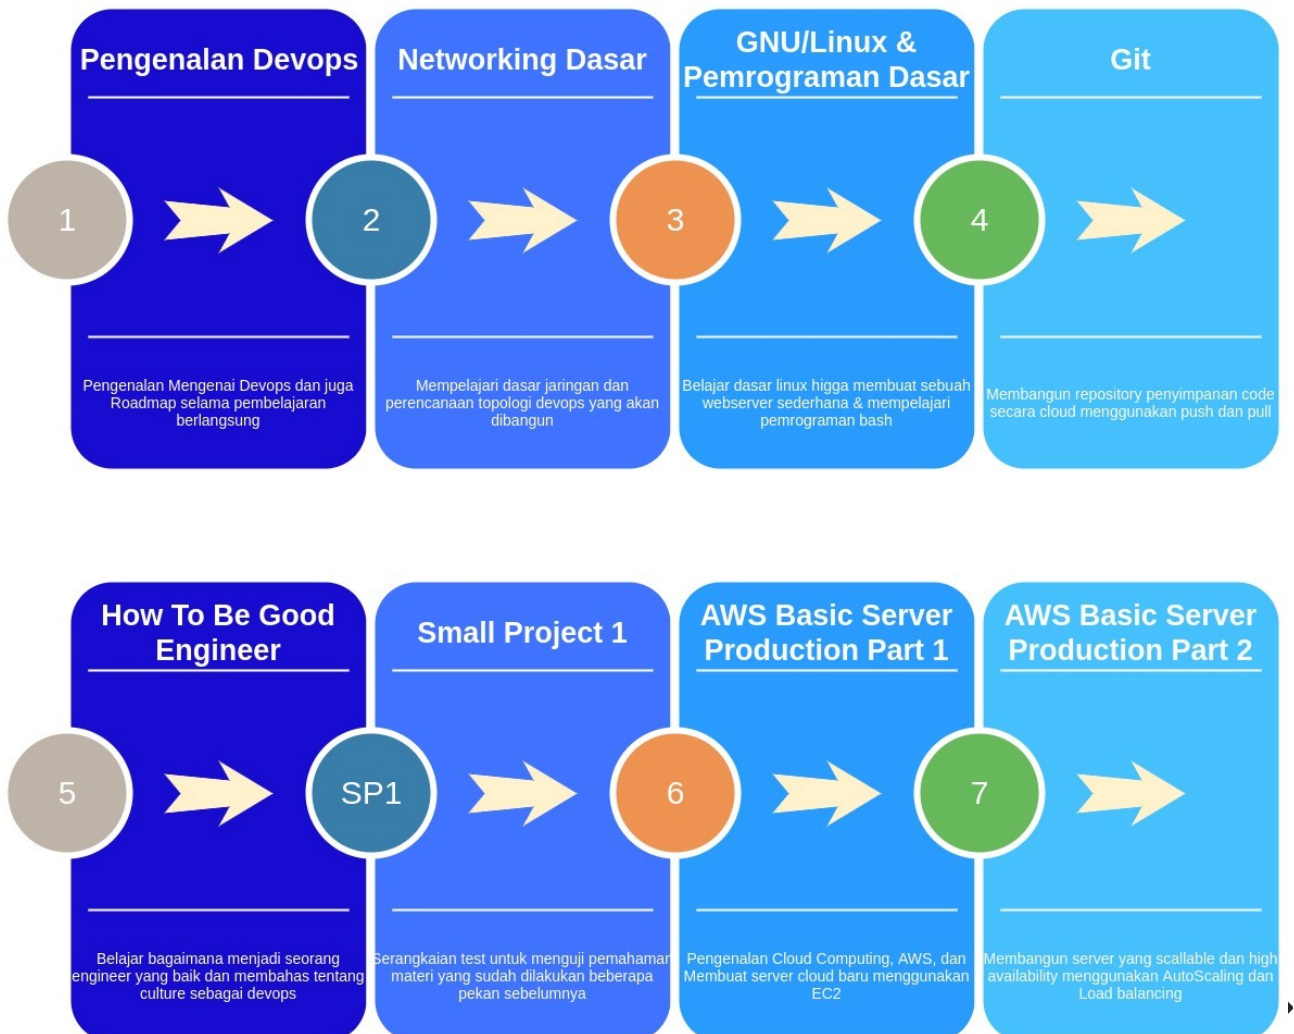 Pengenalan Devops
1
Pengenalan Mengenai Devops dan juga
Roadmap selama pembelajaran
berlangsung
Networking Dasar
2
Mempelajari dasar jaringan dan
perencanaan topologi devops yang akan
dibangun
GNU/Linux &
Pemrograman Dasar
3
Belajar dasar linux higga membuat sebuah
webserver sederhana & mempelajari
pemrograman bash
Git
4
Membangun repository penyimpanan code
secara cloud menggunakan push dan pull
How To Be Good
Engineer
5
Belajar bagaimana menjadi seorang
engineer yang baik dan membahas tentang
culture sebagai devops
Small Project 1
SP1
Serangkaian test untuk menguji pemahaman
materi yang sudah dilakukan beberapa
pekan sebelumnya
AWS Basic Server
Production Part 1
6
Pengenalan Cloud Computing, AWS, dan
Membuat server cloud baru menggunakan
EC2
AWS Basic Server
Production Part 2
7
Membangun server yang scallable dan high
availability menggunakan AutoScaling dan
Load balancing